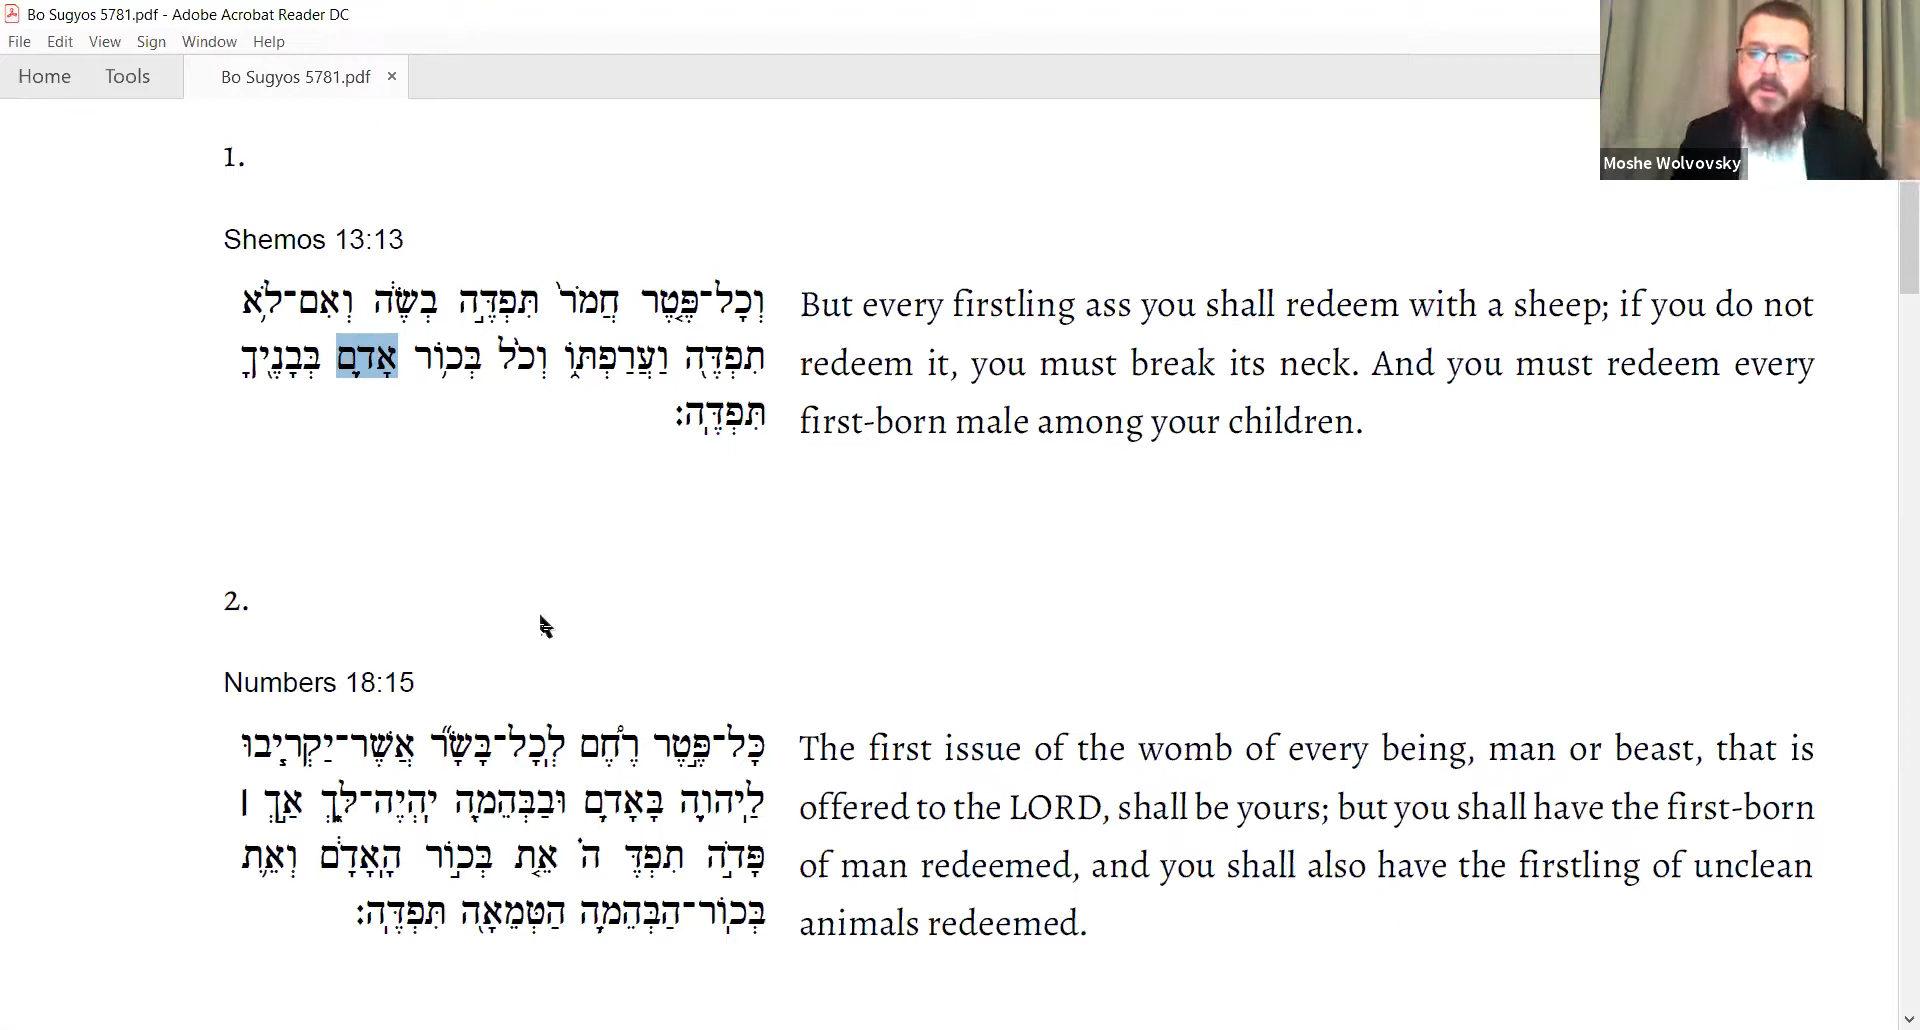 Bo Sugyos 5781.pdf - Adobe Acrobat Reader DC
File Edit View Sign Window Help
Home Tools Bo Sugyos 5781.pdf ×
Moshe Wolvovsky
1.
Shemos 13:13
וְכׇל־פֶּ֤טֶר חֲמֹר֙ תִּפְדֶּ֣ה בְשֶׂ֔ה וְאִם־לֹ֥א
תִפְדֶּ֖ה וַעֲרַפְתּ֑וֹ וְכֹ֨ל בְּכ֥וֹר אָדָ֛ם בְּבָנֶ֖יךָ
תִּפְדֶּֽה׃
But every firstling ass you shall redeem with a sheep; if you do not
redeem it, you must break its neck. And you must redeem every
first-born male among your children.
2.
Numbers 18:15
כׇּל־פֶּ֣טֶר רֶ֠חֶם לְֽכׇל־בָּשָׂ֞ר אֲשֶׁר־יַקְרִ֧יבוּ
לַֽיהוָ֛ה בָּאָדָ֥ם וּבַבְּהֵמָ֖ה יִֽהְיֶה־לָּ֑ךְ אַ֣ךְ ׀
פָּדֹ֣ה תִפְדֶּ֗ ה אֵ֚ת בְּכ֣וֹר הָֽאָדָ֔ם וְאֵ֛ת
בְּכֽוֹר־הַבְּהֵמָ֥ה הַטְּמֵאָ֖ה תִּפְדֶּֽה׃
The first issue of the womb of every being, man or beast, that is
offered to the LORD, shall be yours; but you shall have the first-born
of man redeemed, and you shall also have the firstling of unclean
animals redeemed.